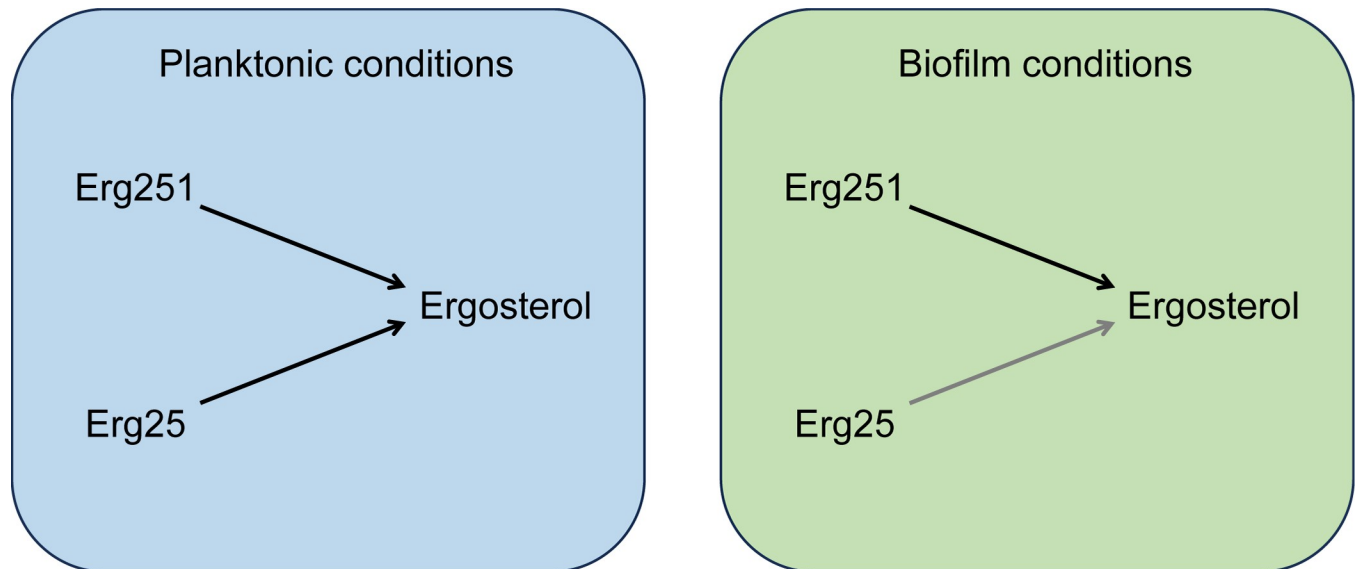 Planktonic conditions
Erg251
Ergosterol
Erg25
Biofilm conditions
Erg251
Ergosterol
Erg25